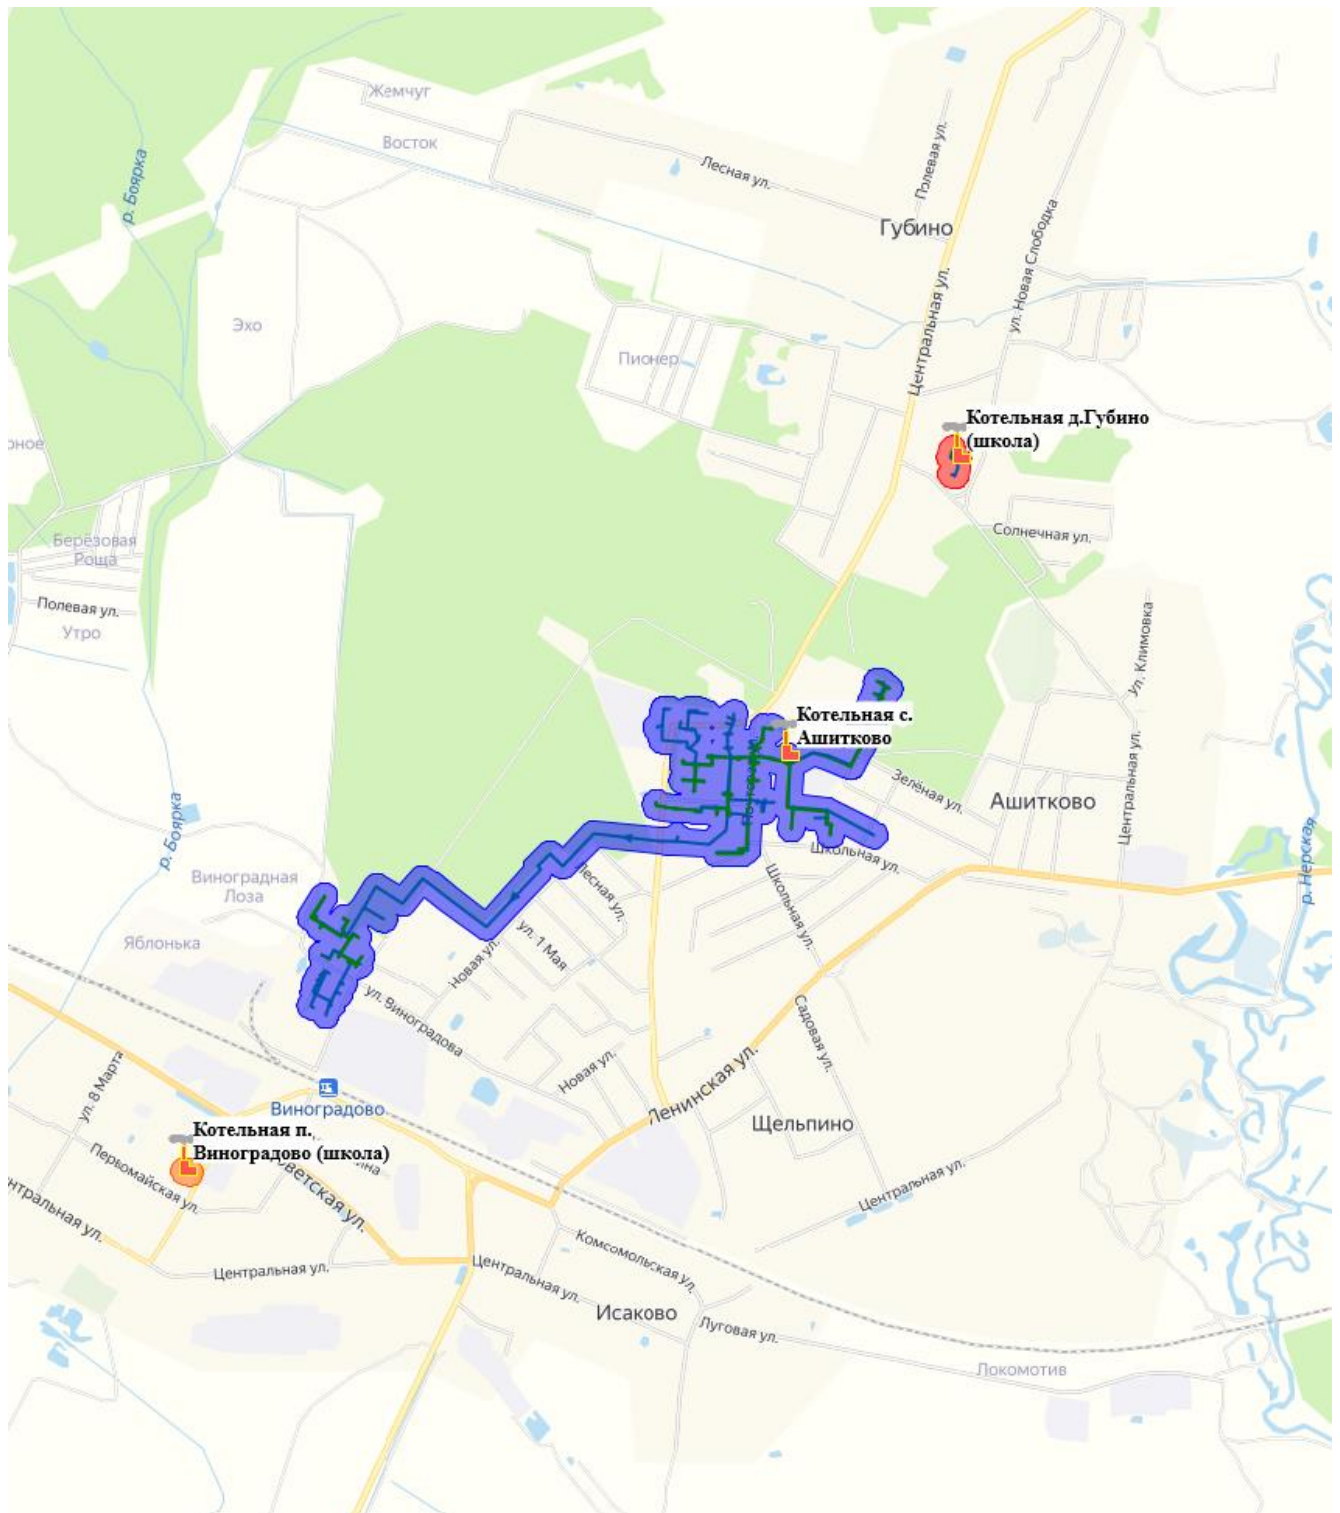 Жемчуг
Восток
р. Боярка
Лесная ул.
Полевая ул.
Губино
ул. Новая Слободка
Эхо
Центральная ул.
Пионер
Котельная д.Губино
(школа)
Берёзовая
Роща
Солнечная ул.
Полевая ул.
Утро
ул. Климовка
Котельная с.
Ашитково
Зелёная ул.
Ашитково
Центральная ул.
р. Боярка
Школьная ул.
р. Нерская
Виноградная
Лоза
Лесная ул.
Школьная ул.
Яблонька
ул. 1 Мая
Новая ул.
ул. Виноградова
Садовая ул.
Новая ул.
ул. 8 Марта
Ленинская ул.
Виноградово
Щельпино
Котельная п.
Виноградово (школа)
Первомайская ул.
Центральная ул.
Комсомольская ул.
Центральная ул.
Центральная ул.
Исаково
Луговая ул.
Локомотив